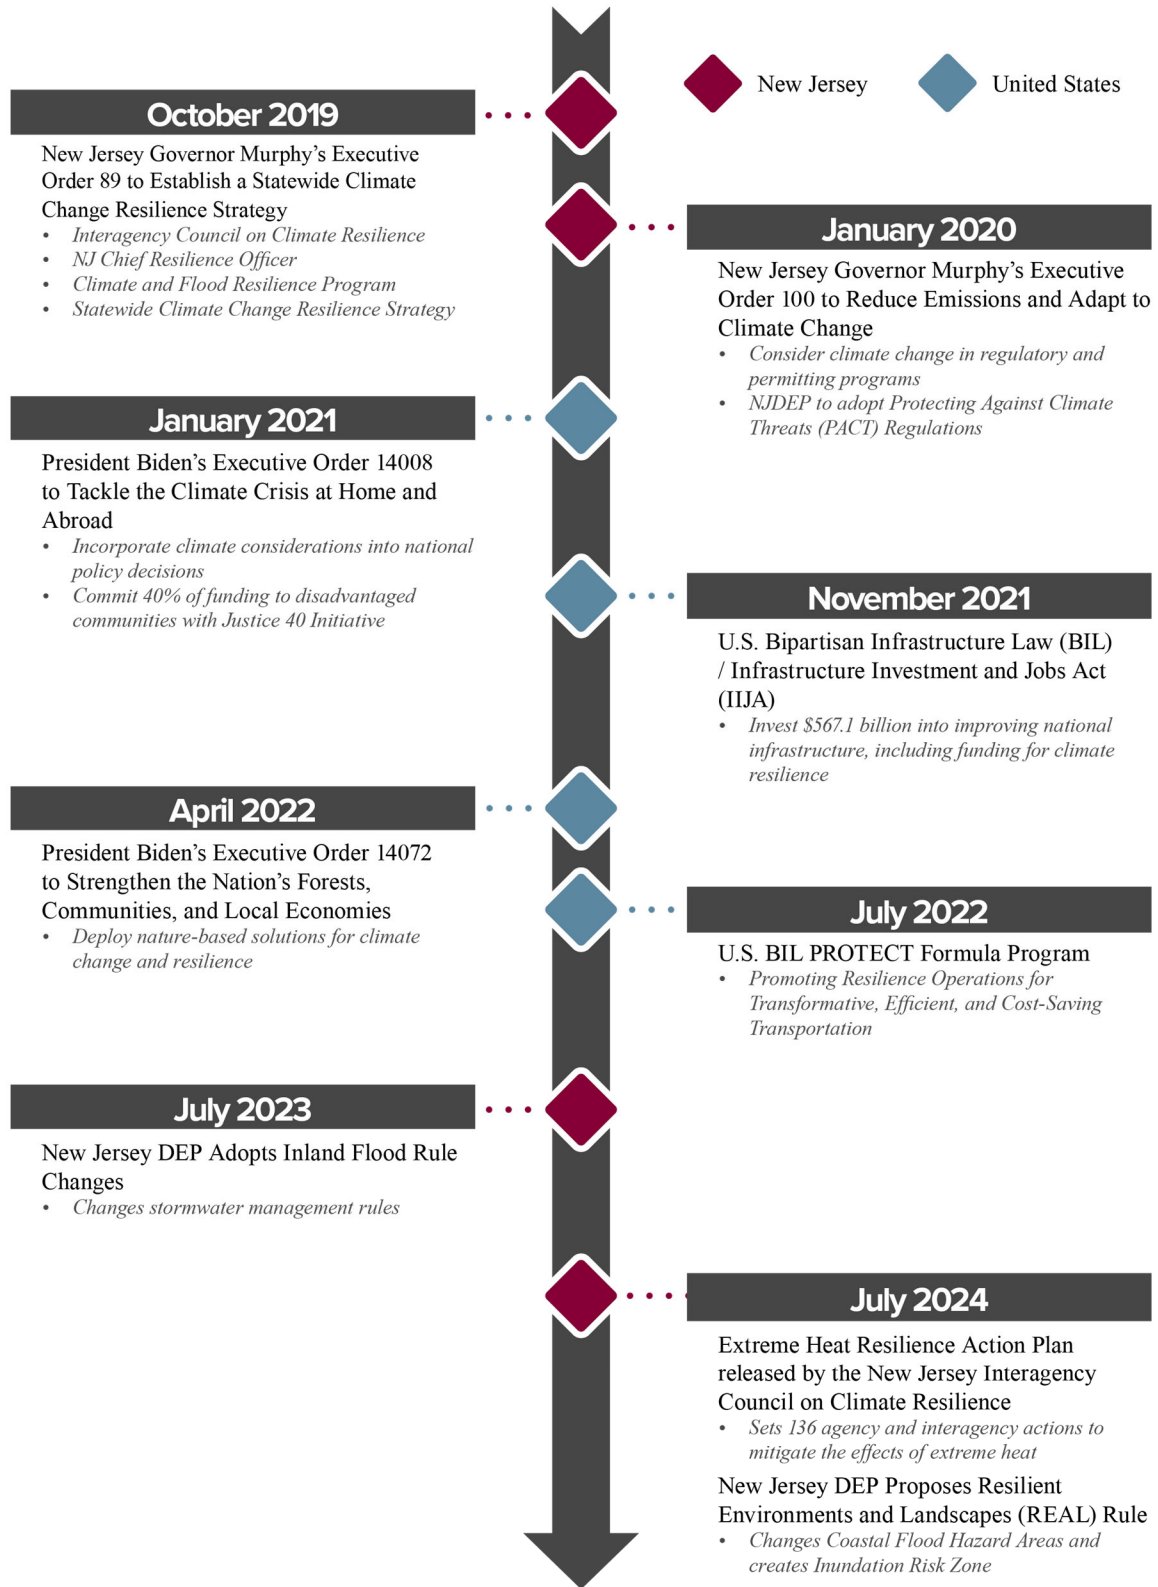 New Jersey
United States
October 2019
New Jersey Governor Murphy’s Executive
Order 89 to Establish a Statewide Climate
Change Resilience Strategy
• Interagency Council on Climate Resilience
• NJ Chief Resilience Officer
• Climate and Flood Resilience Program
• Statewide Climate Change Resilience Strategy
January 2020
New Jersey Governor Murphy’s Executive
Order 100 to Reduce Emissions and Adapt to
Climate Change
• Consider climate change in regulatory and
permitting programs
• NJDEP to adopt Protecting Against Climate
Threats (PACT) Regulations
January 2021
President Biden’s Executive Order 14008
to Tackle the Climate Crisis at Home and
Abroad
• Incorporate climate considerations into national
policy decisions
• Commit 40% of funding to disadvantaged
communities with Justice 40 Initiative
November 2021
U.S. Bipartisan Infrastructure Law (BIL)
/ Infrastructure Investment and Jobs Act
(IIJA)
• Invest $567.1 billion into improving national
infrastructure, including funding for climate
resilience
April 2022
President Biden’s Executive Order 14072
to Strengthen the Nation’s Forests,
Communities, and Local Economies
• Deploy nature-based solutions for climate
change and resilience
July 2022
U.S. BIL PROTECT Formula Program
• Promoting Resilience Operations for
Transformative, Efficient, and Cost-Saving
Transportation
July 2023
New Jersey DEP Adopts Inland Flood Rule
Changes
• Changes stormwater management rules
July 2024
Extreme Heat Resilience Action Plan
released by the New Jersey Interagency
Council on Climate Resilience
• Sets 136 agency and interagency actions to
mitigate the effects of extreme heat
New Jersey DEP Proposes Resilient
Environments and Landscapes (REAL) Rule
• Changes Coastal Flood Hazard Areas and
creates Inundation Risk Zone